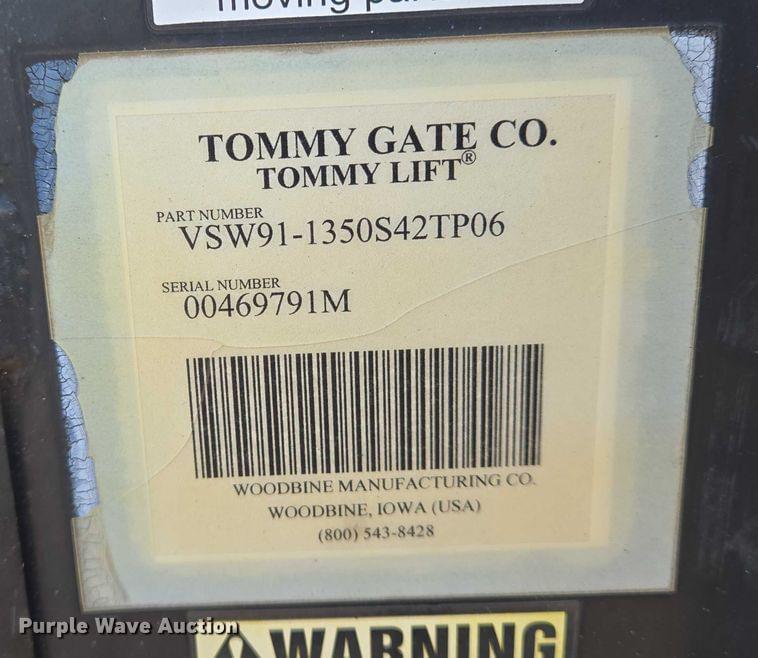 moving
TOMMY GATE CO.
TOMMY LIFT®
PART NUMBER
VSW91-1350S42TP06
SERIAL NUMBER
00469791M
WOODBINE MANUFACTURING CO.
WOODBINE, IOWA (USA)
(800) 543-8428
Purple Wave Auction
WARNING